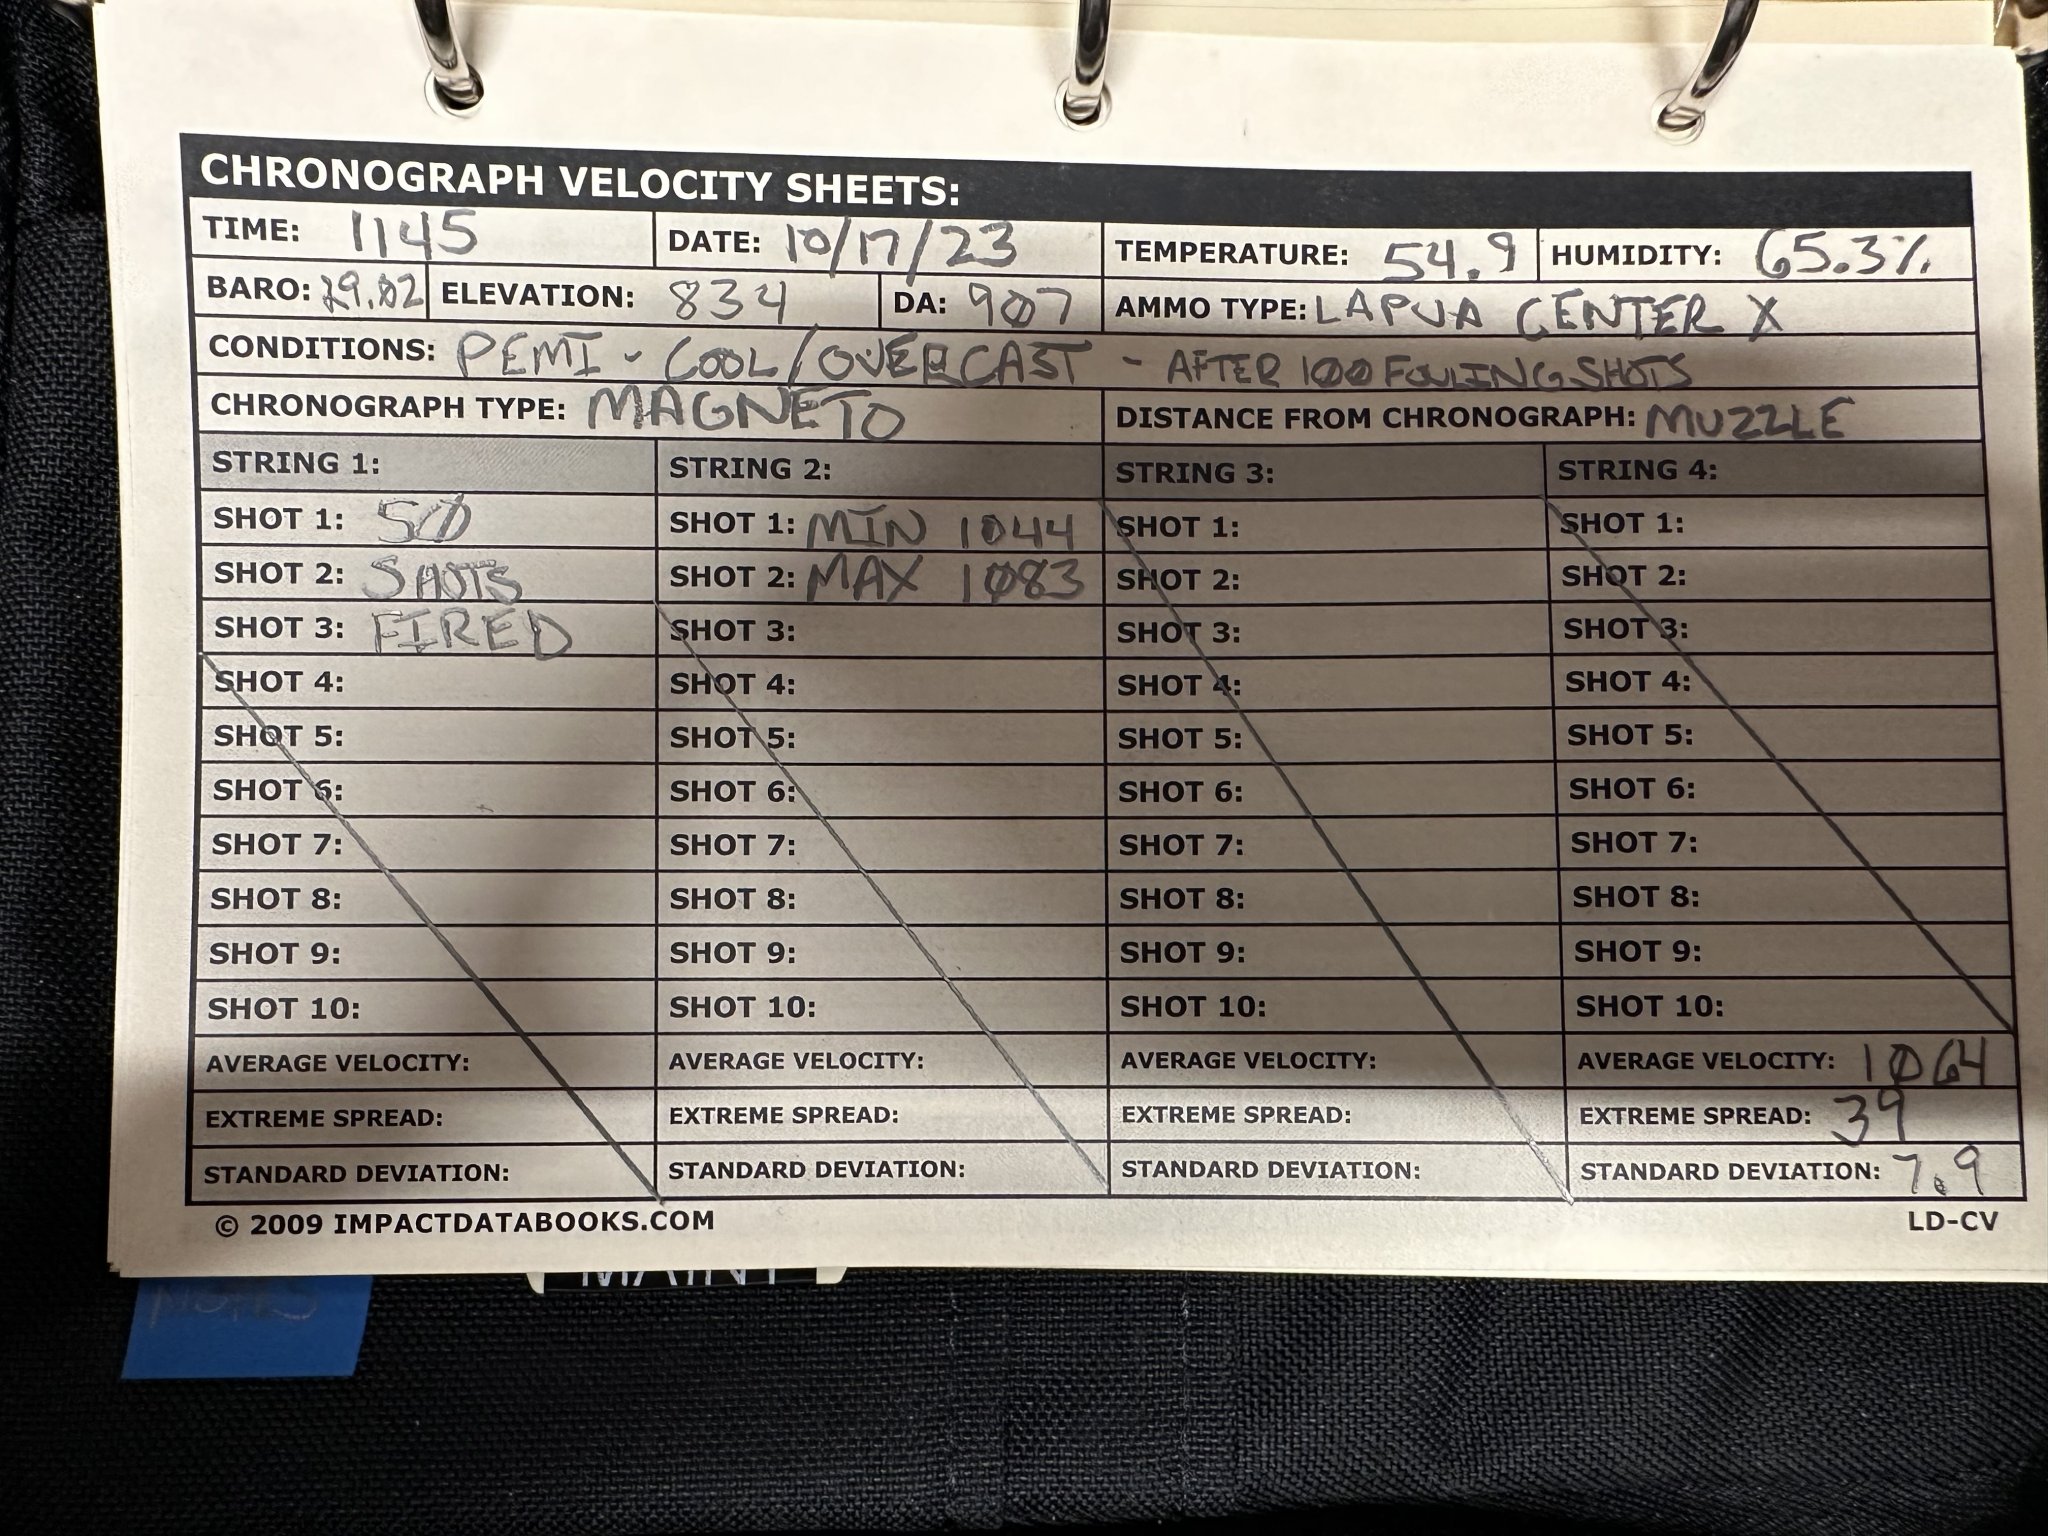 CHRONOGRAPH VELOCITY SHEETS:
TIME: 1145 DATE: 10/17/23 TEMPERATURE: 54.9 HUMIDITY: 65.3%
BARO: 29.02 ELEVATION: 834 DA: 907 AMMO TYPE: LAPUA CENTER X
CONDITIONS: PEMI - COOL/OVERCAST - AFTER 100 FOULING SHOTS
CHRONOGRAPH TYPE: MAGNETO DISTANCE FROM CHRONOGRAPH: MUZZLE
STRING 1: STRING 2: STRING 3: STRING 4:
SHOT 1: 50 SHOT 1: MIN 1044 SHOT 1: SHOT 1:
SHOT 2: SHOTS SHOT 2: MAX 1083 SHOT 2: SHOT 2:
SHOT 3: FIRED SHOT 3: SHOT 3: SHOT 3:
SHOT 4: SHOT 4: SHOT 4: SHOT 4:
SHOT 5: SHOT 5: SHOT 5: SHOT 5:
SHOT 6: SHOT 6: SHOT 6: SHOT 6:
SHOT 7: SHOT 7: SHOT 7: SHOT 7:
SHOT 8: SHOT 8: SHOT 8: SHOT 8:
SHOT 9: SHOT 9: SHOT 9: SHOT 9:
SHOT 10: SHOT 10: SHOT 10: SHOT 10:
AVERAGE VELOCITY: AVERAGE VELOCITY: AVERAGE VELOCITY: AVERAGE VELOCITY: 1064
EXTREME SPREAD: EXTREME SPREAD: EXTREME SPREAD: EXTREME SPREAD: 39
STANDARD DEVIATION: STANDARD DEVIATION: STANDARD DEVIATION: STANDARD DEVIATION: 7.9
© 2009 IMPACTDATABOOKS.COM LD-CV